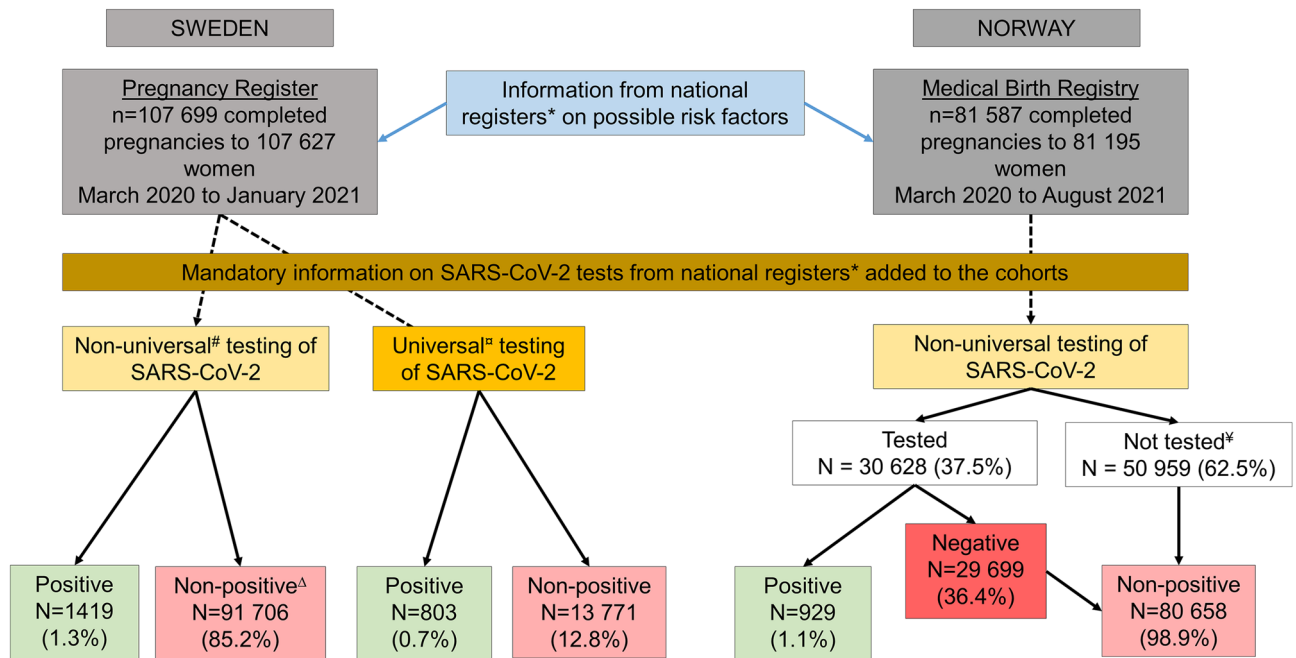 SWEDEN
NORWAY
Pregnancy Register
n=107 699 completed
pregnancies to 107 627
women
March 2020 to January 2021
Information from national
registers* on possible risk factors
Medical Birth Registry
n=81 587 completed
pregnancies to 81 195
women
March 2020 to August 2021
Mandatory information on SARS-CoV-2 tests from national registers* added to the cohorts
Non-universal# testing of
SARS-CoV-2
Universal¤ testing
of SARS-CoV-2
Non-universal testing of
SARS-CoV-2
Tested
N = 30 628 (37.5%)
Not tested¥
N = 50 959 (62.5%)
Positive
N=1419
(1.3%)
Non-positiveΔ
N=91 706
(85.2%)
Positive
N=803
(0.7%)
Non-positive
N=13 771
(12.8%)
Positive
N=929
(1.1%)
Negative
N=29 699
(36.4%)
Non-positive
N=80 658
(98.9%)